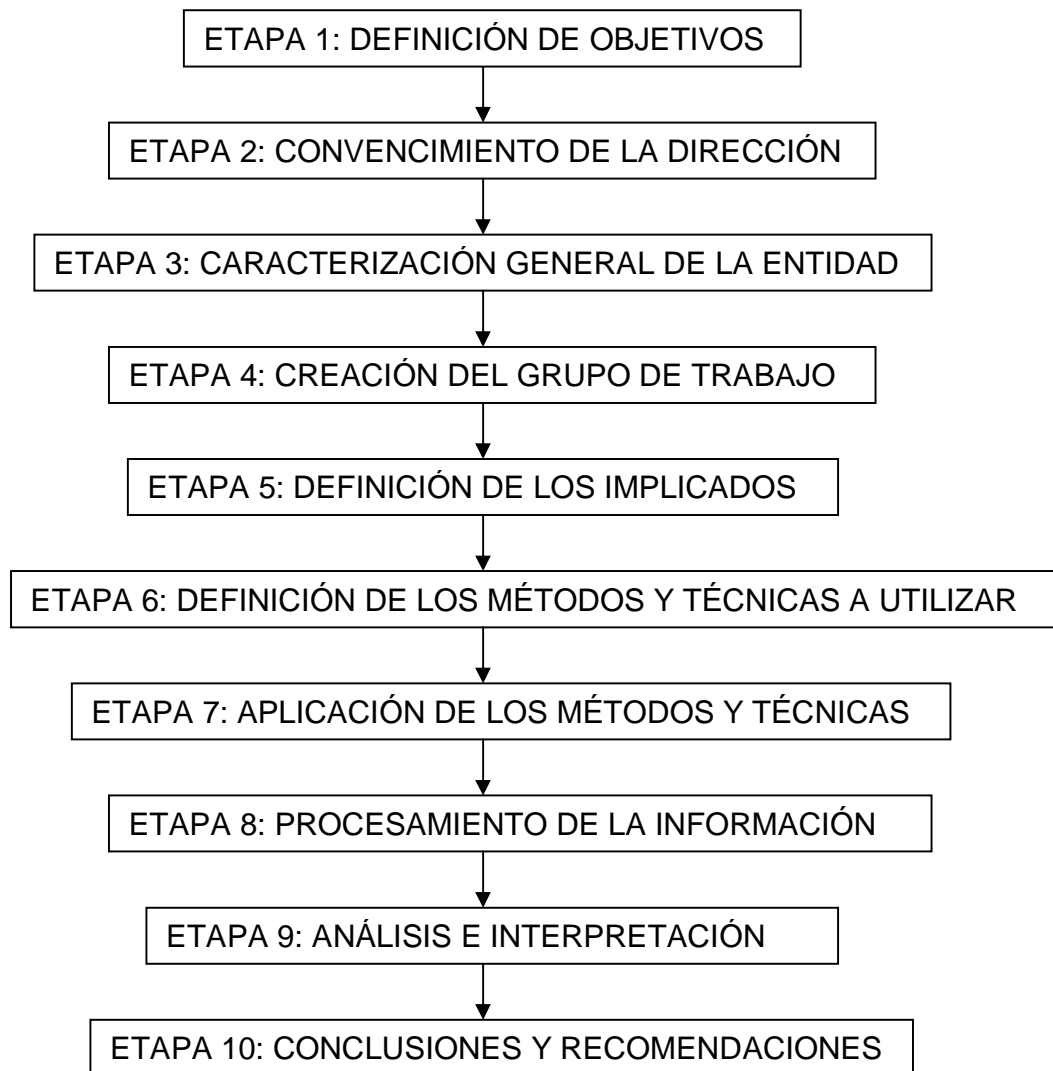 ETAPA 1: DEFINICIÓN DE OBJETIVOS
ETAPA 2: CONVENCIMIENTO DE LA DIRECCIÓN
ETAPA 3: CARACTERIZACIÓN GENERAL DE LA ENTIDAD
ETAPA 4: CREACIÓN DEL GRUPO DE TRABAJO
ETAPA 5: DEFINICIÓN DE LOS IMPLICADOS
ETAPA 6: DEFINICIÓN DE LOS MÉTODOS Y TÉCNICAS A UTILIZAR
ETAPA 7: APLICACIÓN DE LOS MÉTODOS Y TÉCNICAS
ETAPA 8: PROCESAMIENTO DE LA INFORMACIÓN
ETAPA 9: ANÁLISIS E INTERPRETACIÓN
ETAPA 10: CONCLUSIONES Y RECOMENDACIONES